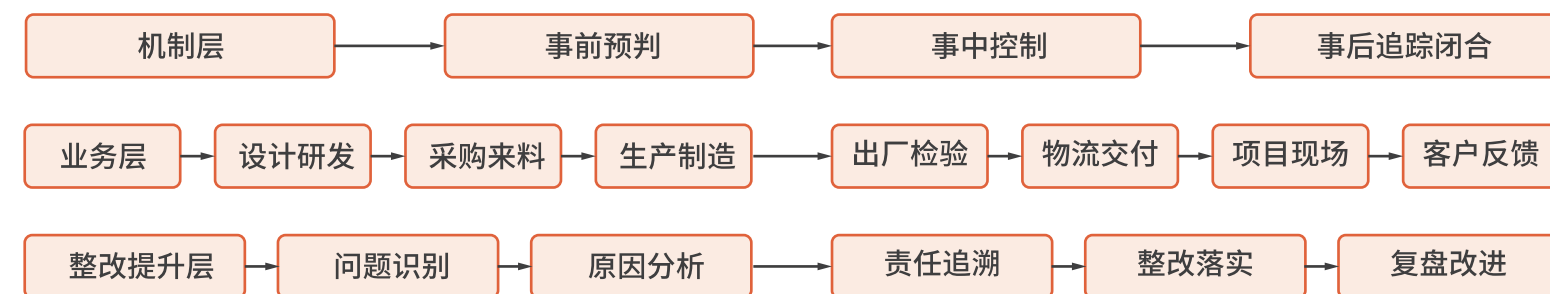 机制层 事前预判 事中控制 事后追踪闭合
业务层 设计研发 采购来料 生产制造 出厂检验 物流交付 项目现场 客户反馈
整改提升层 问题识别 原因分析 责任追溯 整改落实 复盘改进